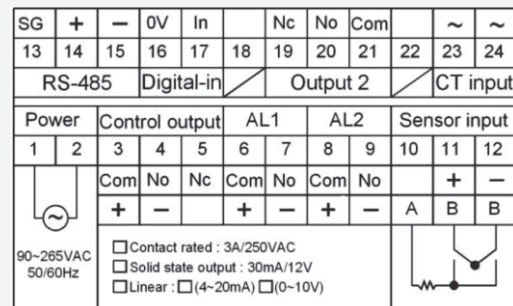 SG + − 0V In Nc No Com ~ ~
13 14 15 16 17 18 19 20 21 22 23 24
RS-485 Digital-in Output 2 CT input
Power Control output AL1 AL2 Sensor input
1 2 3 4 5 6 7 8 9 10 11 12
Com No Nc Com No Com No + −
+ − + − + − A B B
~
90~265VAC
50/60Hz
☐Contact rated : 3A/250VAC
☐Solid state output : 30mA/12V
☐Linear : ☐(4~20mA) ☐(0~10V)